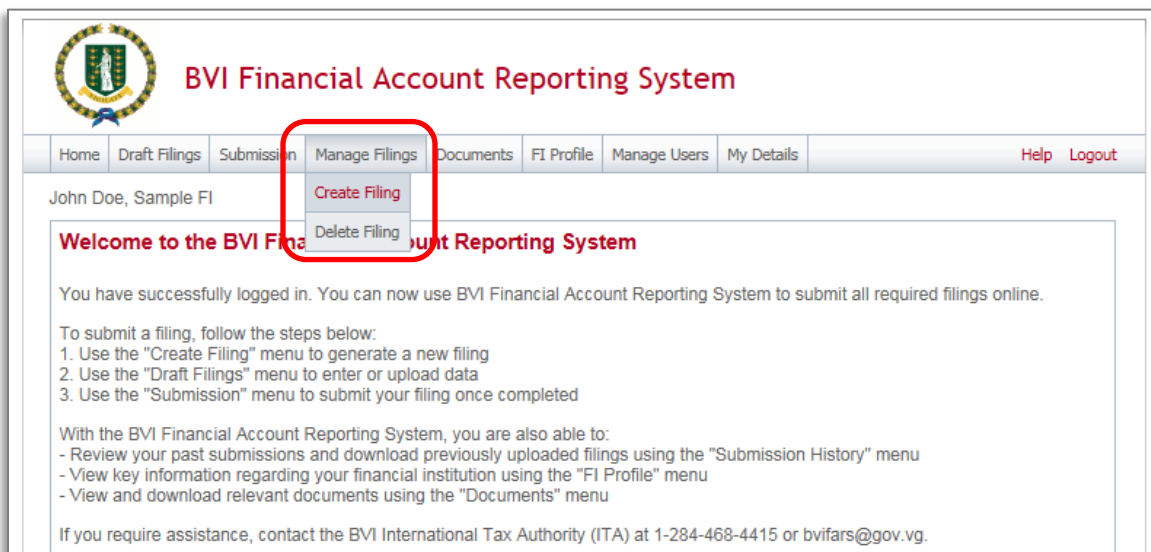 BVI Financial Account Reporting System
Home Draft Filings Submission Manage Filings Documents FI Profile Manage Users My Details Help Logout
John Doe, Sample FI
Create Filing
Delete Filing
Welcome to the BVI Fina unt Reporting System
You have successfully logged in. You can now use BVI Financial Account Reporting System to submit all required filings online.
To submit a filing, follow the steps below:
1. Use the "Create Filing" menu to generate a new filing
2. Use the "Draft Filings" menu to enter or upload data
3. Use the "Submission" menu to submit your filing once completed
With the BVI Financial Account Reporting System, you are also able to:
- Review your past submissions and download previously uploaded filings using the "Submission History" menu
- View key information regarding your financial institution using the "FI Profile" menu
- View and download relevant documents using the "Documents" menu
If you require assistance, contact the BVI International Tax Authority (ITA) at 1-284-468-4415 or bvifars@gov.vg.